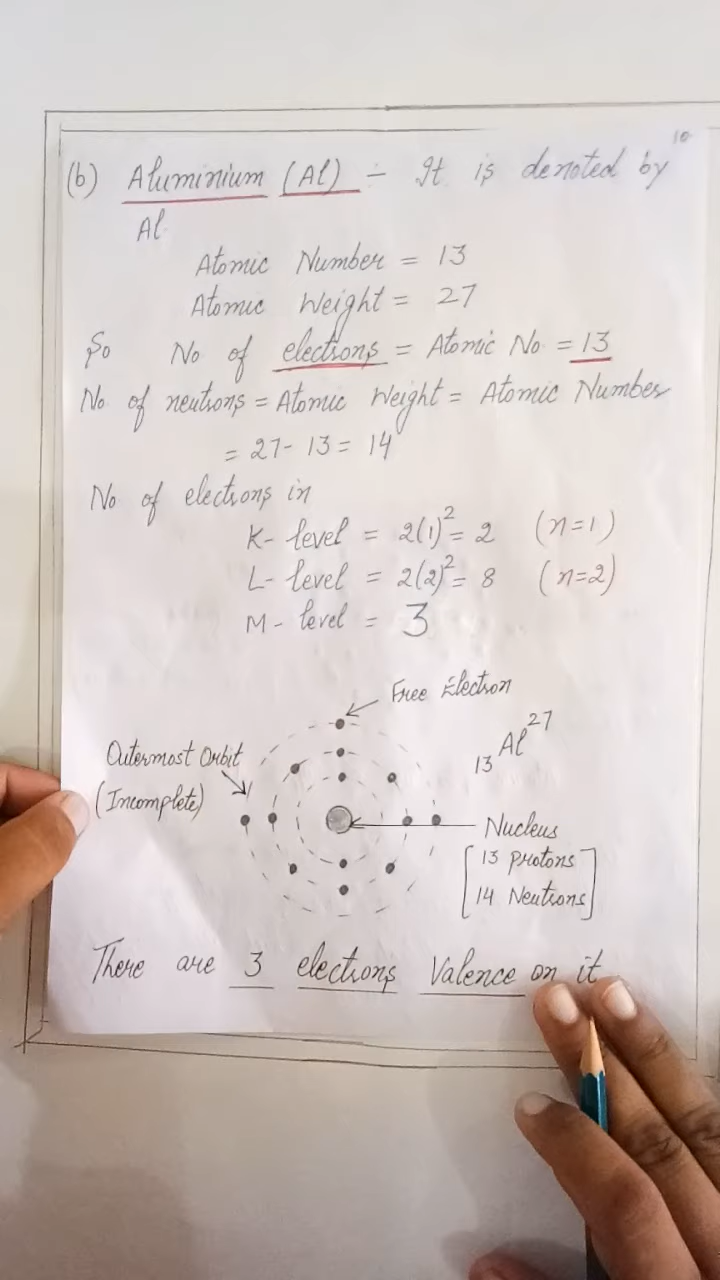 10
(b) Aluminium (Al) - It is denoted by
Al.
Atomic Number = 13
Atomic Weight = 27
So No of electrons = Atomic No = 13
No. of neutrons = Atomic Weight = Atomic Number
= 27 - 13 = 14
No of electrons in
K- level = 2(1)² = 2 (n=1)
L- level = 2(2)² = 8 (n=2)
M- level = 3
Free Electron
₁₃Al²⁷
Outermost Orbit
(Incomplete)
Nucleus
[13 Protons
14 Neutrons]
There are 3 electrons Valence on it